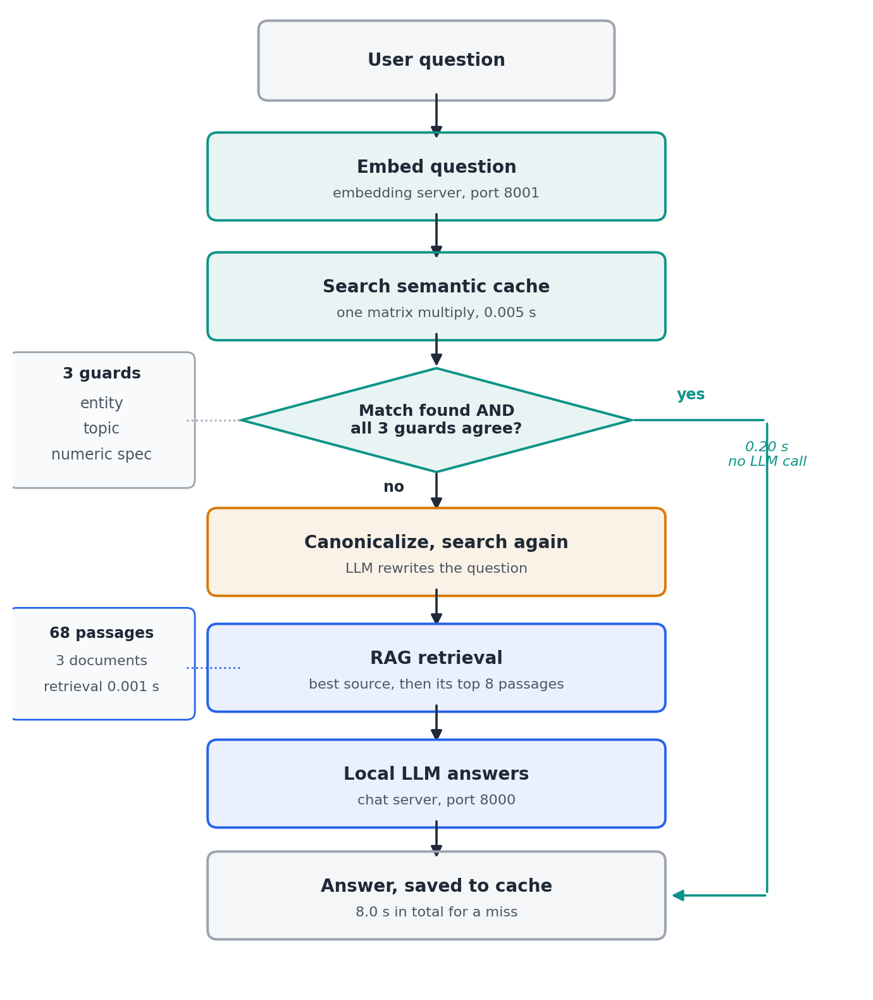 User question
Embed question
embedding server, port 8001
Search semantic cache
one matrix multiply, 0.005 s
3 guards
entity
topic
numeric spec
Match found AND
all 3 guards agree?
yes
0.20 s
no LLM call
no
Canonicalize, search again
LLM rewrites the question
68 passages
3 documents
retrieval 0.001 s
RAG retrieval
best source, then its top 8 passages
Local LLM answers
chat server, port 8000
Answer, saved to cache
8.0 s in total for a miss